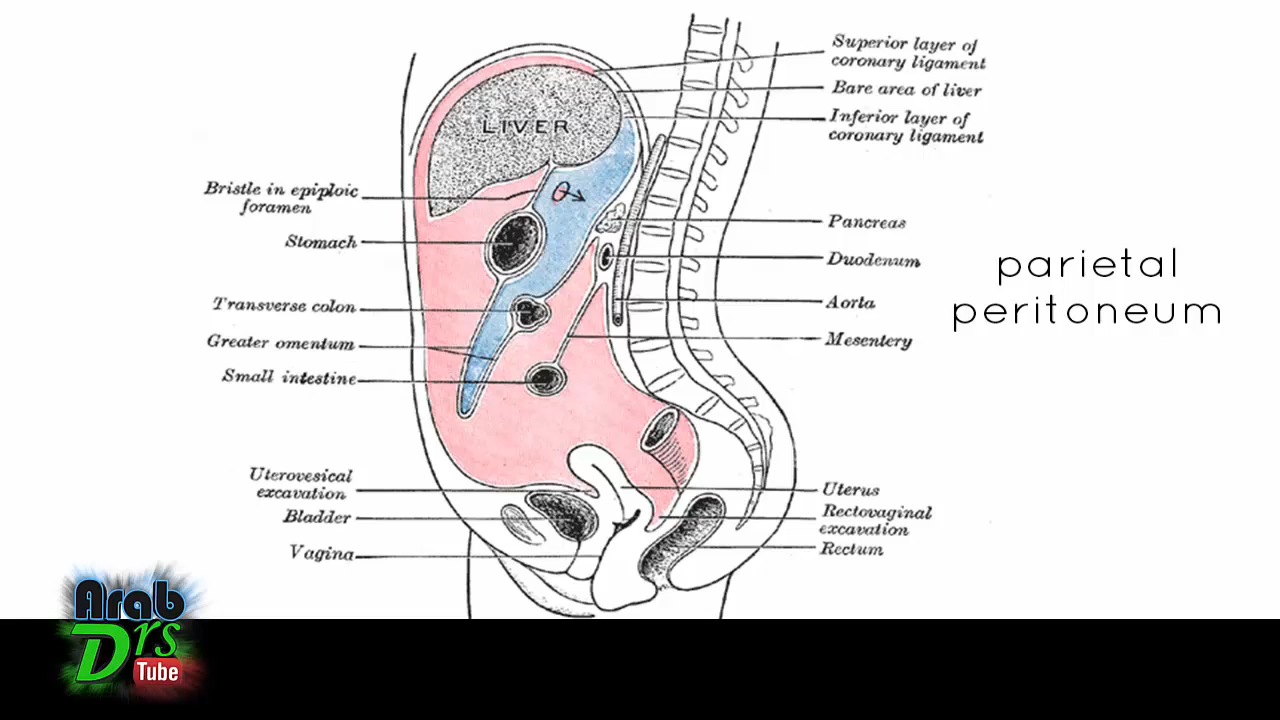 Superior layer of
coronary ligament
Bare area of liver
Inferior layer of
coronary ligament
LIVER
Bristle in epiploic
foramen
Stomach
Pancreas
Duodenum
parietal
peritoneum
Transverse colon
Aorta
Greater omentum
Mesentery
Small intestine
Uterovesical
excavation
Bladder
Vagina
Uterus
Rectovaginal
excavation
Rectum
Arab
Drs
Tube